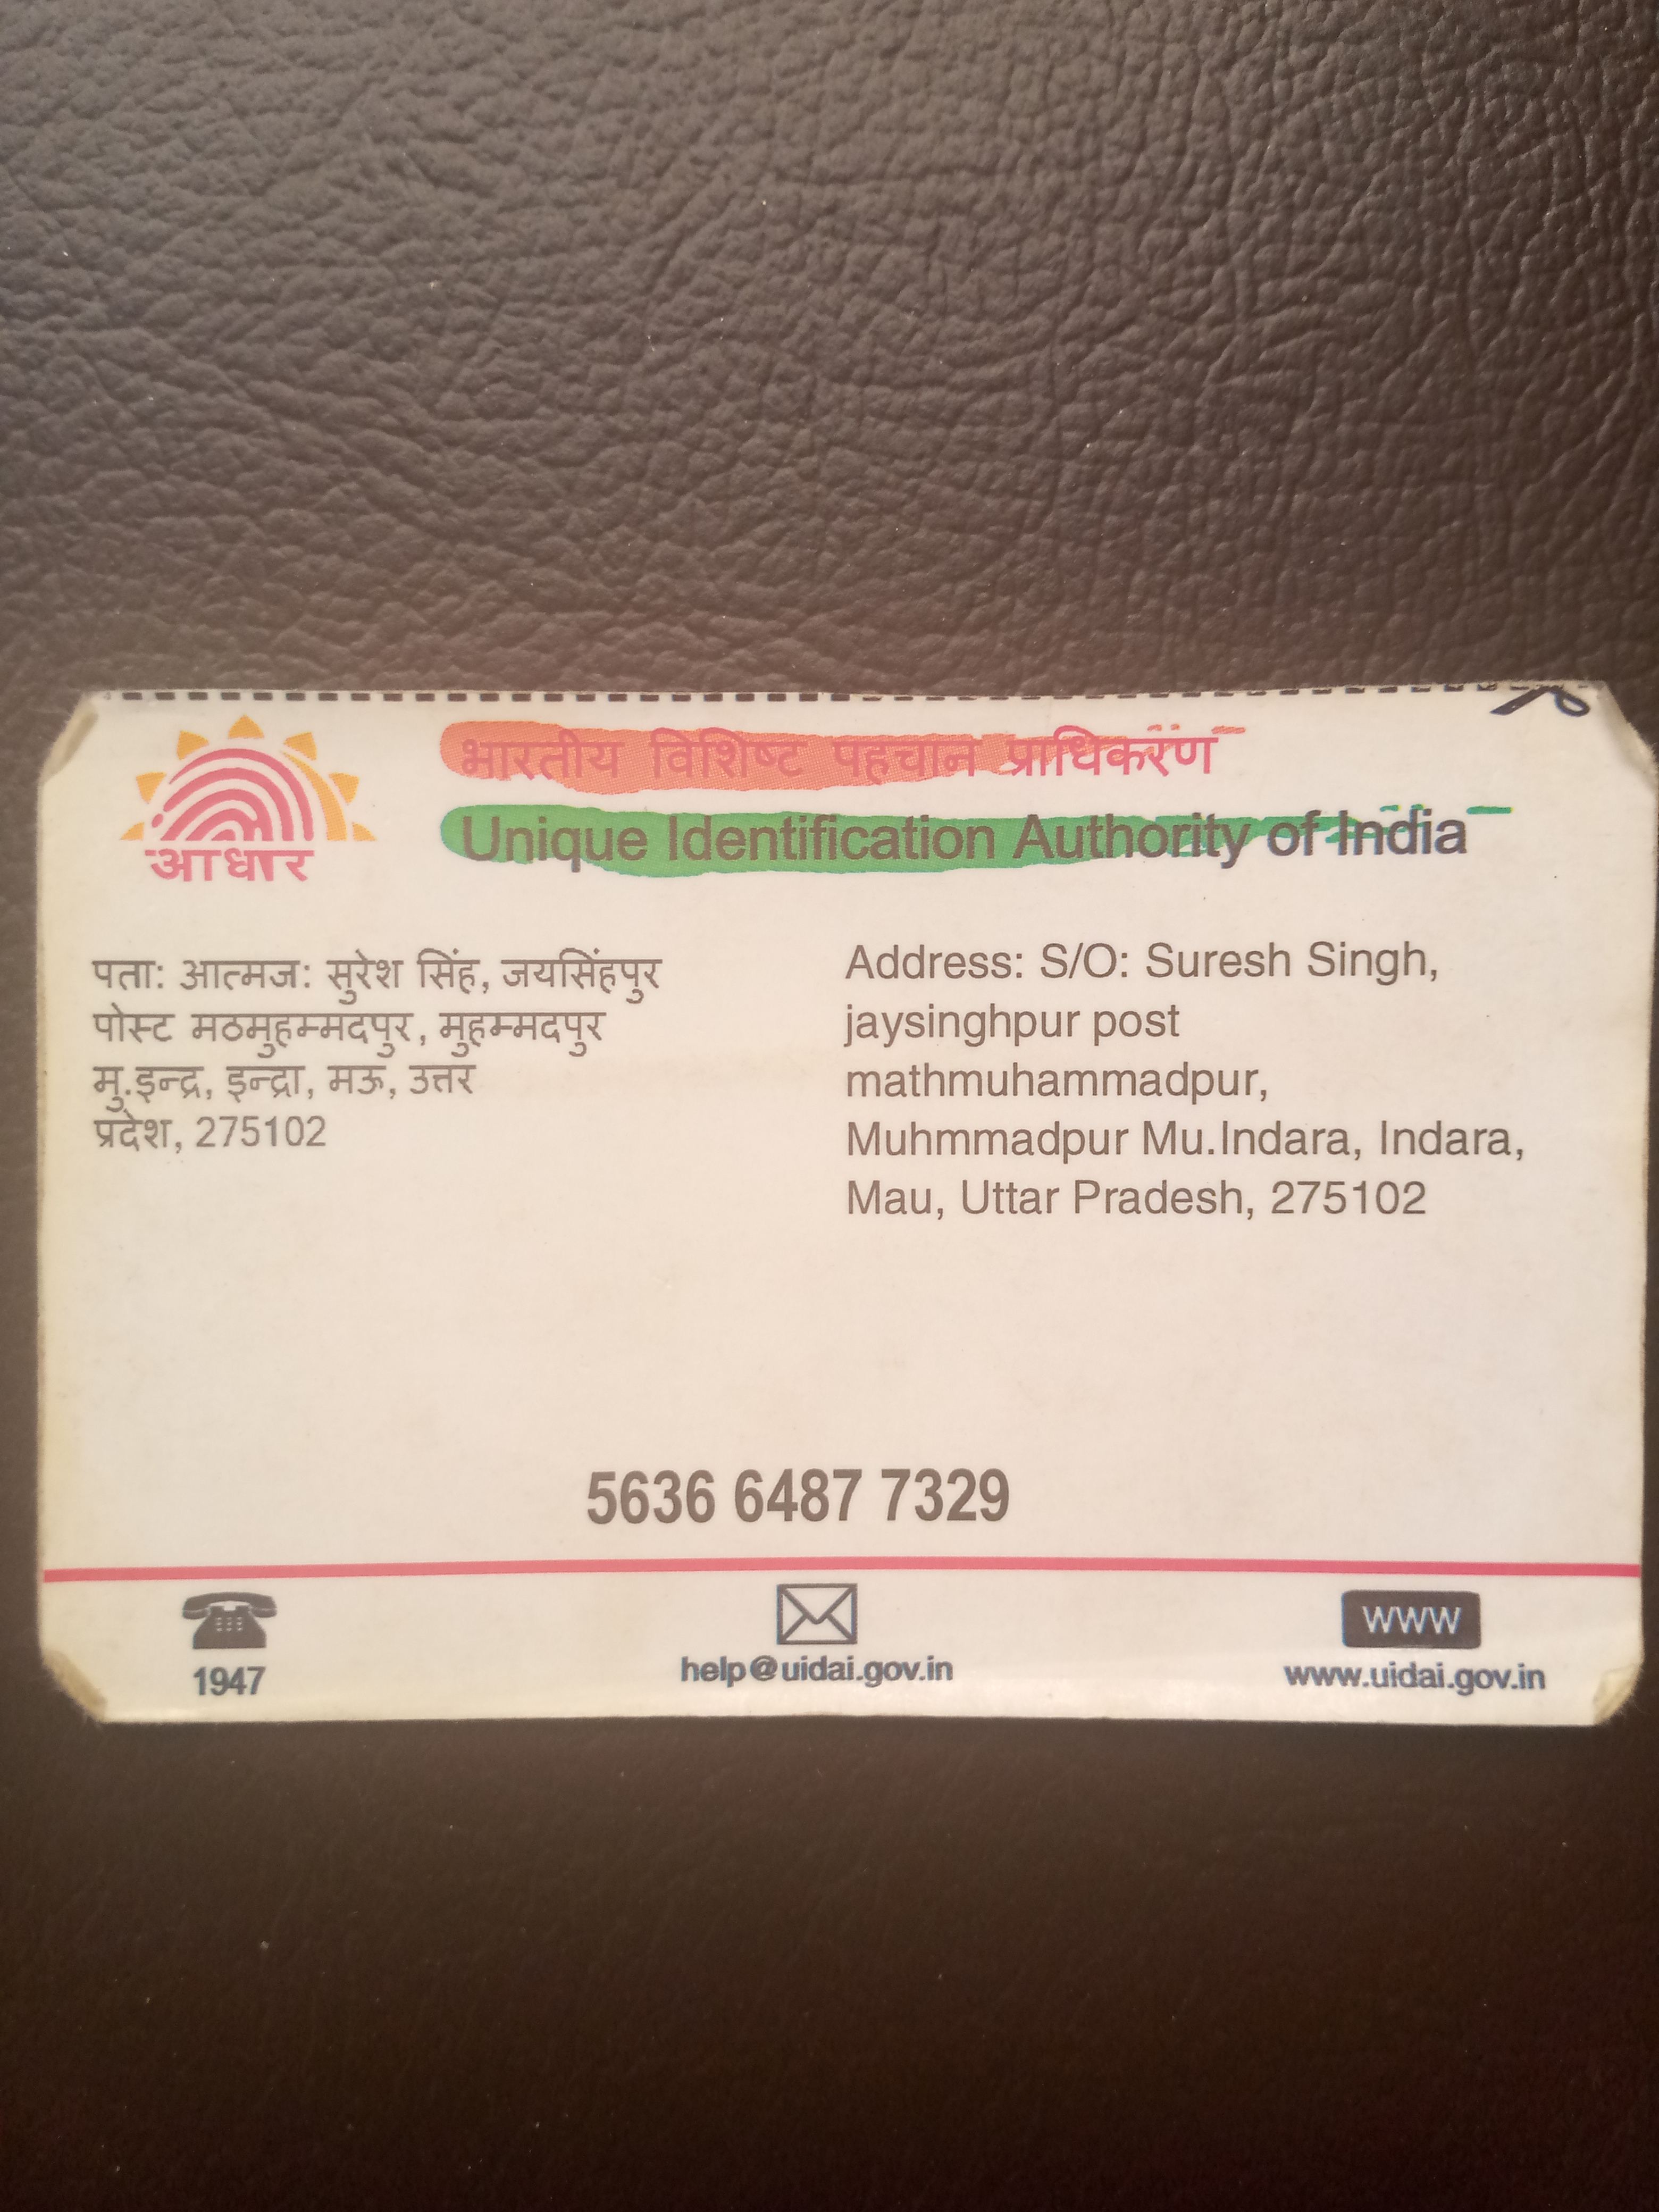 भारतीय विशिष्ट पहचान प्राधिकरण
Unique Identification Authority of India
आधार
पता: आत्मज: सुरेश सिंह, जयसिंहपुर
पोस्ट मठमुहम्मदपुर, मुहम्मदपुर
मु.इन्द्र, इन्द्रा, मऊ, उत्तर
प्रदेश, 275102
Address: S/O: Suresh Singh,
jaysinghpur post
mathmuhammadpur,
Muhmmadpur Mu.Indara, Indara,
Mau, Uttar Pradesh, 275102
5636 6487 7329
WWW
1947
help@uidai.gov.in
www.uidai.gov.in